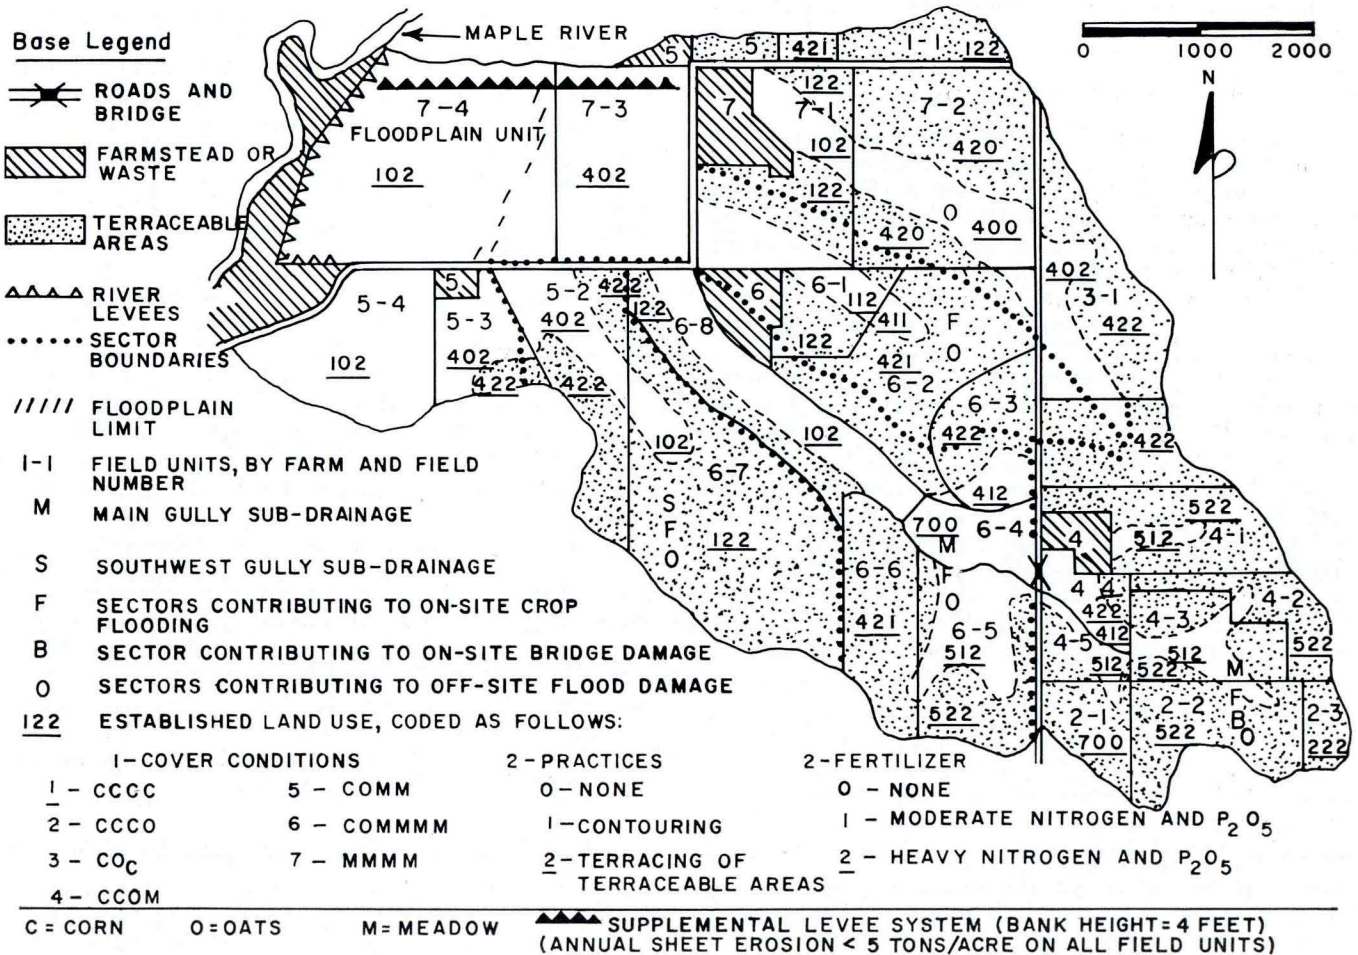 Base Legend
ROADS AND
BRIDGE
FARMSTEAD OR
WASTE
TERRACEABLE
AREAS
RIVER
LEVEES
SECTOR
BOUNDARIES
FLOODPLAIN
LIMIT
1-1 FIELD UNITS, BY FARM AND FIELD
NUMBER
M MAIN GULLY SUB-DRAINAGE
S SOUTHWEST GULLY SUB-DRAINAGE
F SECTORS CONTRIBUTING TO ON-SITE CROP
FLOODING
B SECTOR CONTRIBUTING TO ON-SITE BRIDGE DAMAGE
O SECTORS CONTRIBUTING TO OFF-SITE FLOOD DAMAGE
122 ESTABLISHED LAND USE, CODED AS FOLLOWS:
MAPLE RIVER
0 1000 2000
N
5
5
421
1-1
122
7-4
7-3
FLOODPLAIN UNIT
102
402
7
122
7-1
102
122
7-2
420
O
420
400
402
3-1
422
422
5-4
102
5
5-3
402
422
5-2
402
422
422
122
6-8
102
102
6-7
S
F
O
122
6
6-1
112
122
411
421
6-2
F
O
6-3
422
412
700
M
6-4
F
O
6-6
421
6-5
512
522
4
522
512
4-1
4
4
422
412
4-5
512
4-3
512
522
4-2
522
M
F
B
O
2-1
700
2-2
522
2-3
222
1-COVER CONDITIONS 2-PRACTICES 2-FERTILIZER
1 - CCCC 5 - COMM 0-NONE 0 - NONE
2 - CCCO 6 - COMMMM 1-CONTOURING 1 - MODERATE NITROGEN AND P2O5
3 - COC 7 - MMMM 2-TERRACING OF 2 - HEAVY NITROGEN AND P2O5
TERRACEABLE AREAS
4 - CCOM
C = CORN O=OATS M= MEADOW SUPPLEMENTAL LEVEE SYSTEM (BANK HEIGHT=4 FEET)
(ANNUAL SHEET EROSION < 5 TONS/ACRE ON ALL FIELD UNITS)